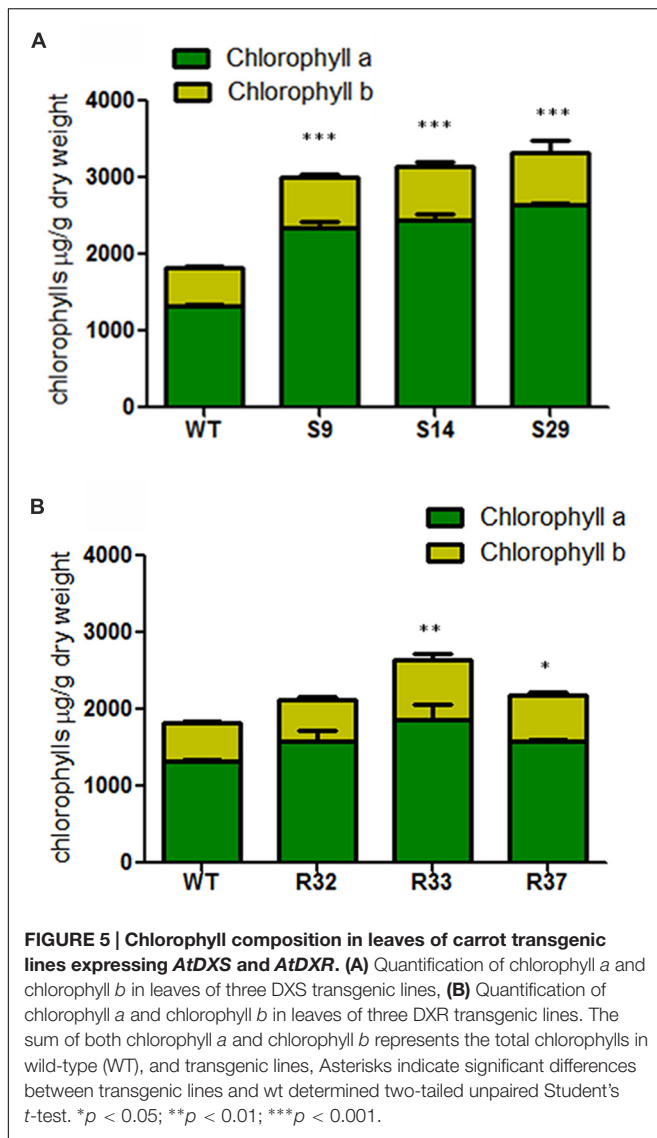 A
Chlorophyll a
Chlorophyll b
chlorophylls µg/g dry weight
4000
3000
2000
1000
0
*** *** ***
WT S9 S14 S29
B
Chlorophyll a
Chlorophyll b
chlorophylls µg/g dry weight
4000
3000
2000
1000
0
** *
WT R32 R33 R37
FIGURE 5 | Chlorophyll composition in leaves of carrot transgenic
lines expressing AtDXS and AtDXR. (A) Quantification of chlorophyll a and
chlorophyll b in leaves of three DXS transgenic lines, (B) Quantification of
chlorophyll a and chlorophyll b in leaves of three DXR transgenic lines. The
sum of both chlorophyll a and chlorophyll b represents the total chlorophylls in
wild-type (WT), and transgenic lines, Asterisks indicate significant differences
between transgenic lines and wt determined two-tailed unpaired Student's
t-test. *p < 0.05; **p < 0.01; ***p < 0.001.